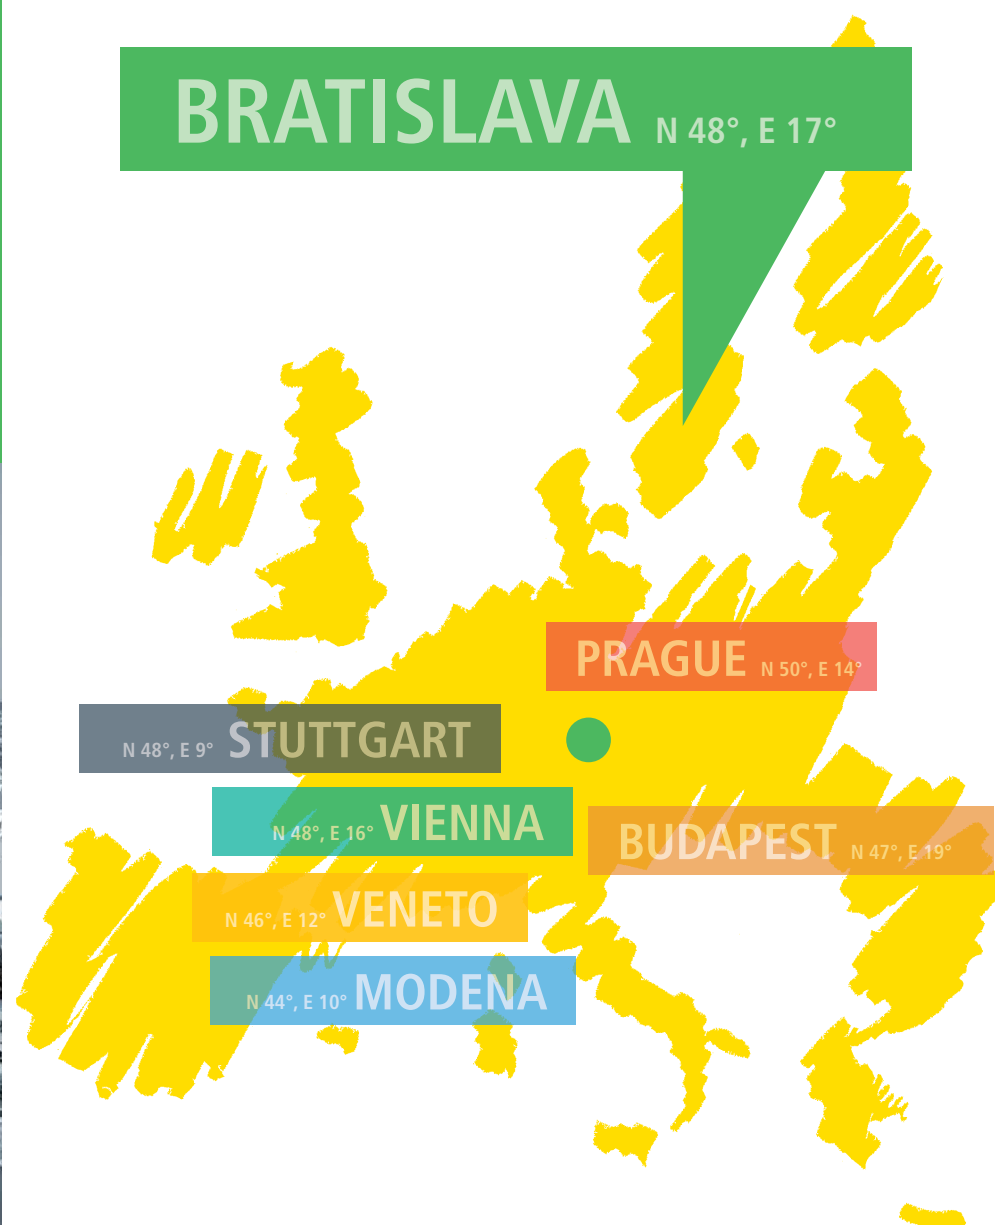 BRATISLAVA N 48°, E 17°
PRAGUE N 50°, E 14°
N 48°, E 9° STUTTGART
N 48°, E 16° VIENNA
BUDAPEST N 47°, E 19°
N 46°, E 12° VENETO
N 44°, E 10° MODENA